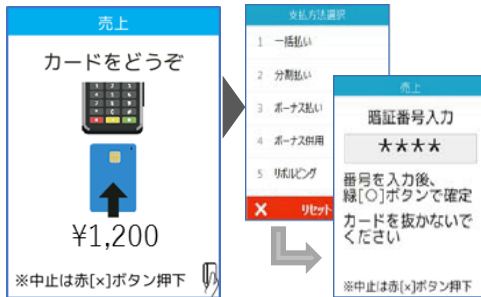 売上
カードをどうぞ
¥1,200
※中止は赤[×]ボタン押下
支払方法選択
1 一括払い
2 分割払い
3 ボーナス払い
4 ボーナス併用
5 リボルビング
× リセット
売上
暗証番号入力
****
番号を入力後、
緑[○]ボタンで確定
カードを抜かないで
ください
※中止は赤[×]ボタン押下